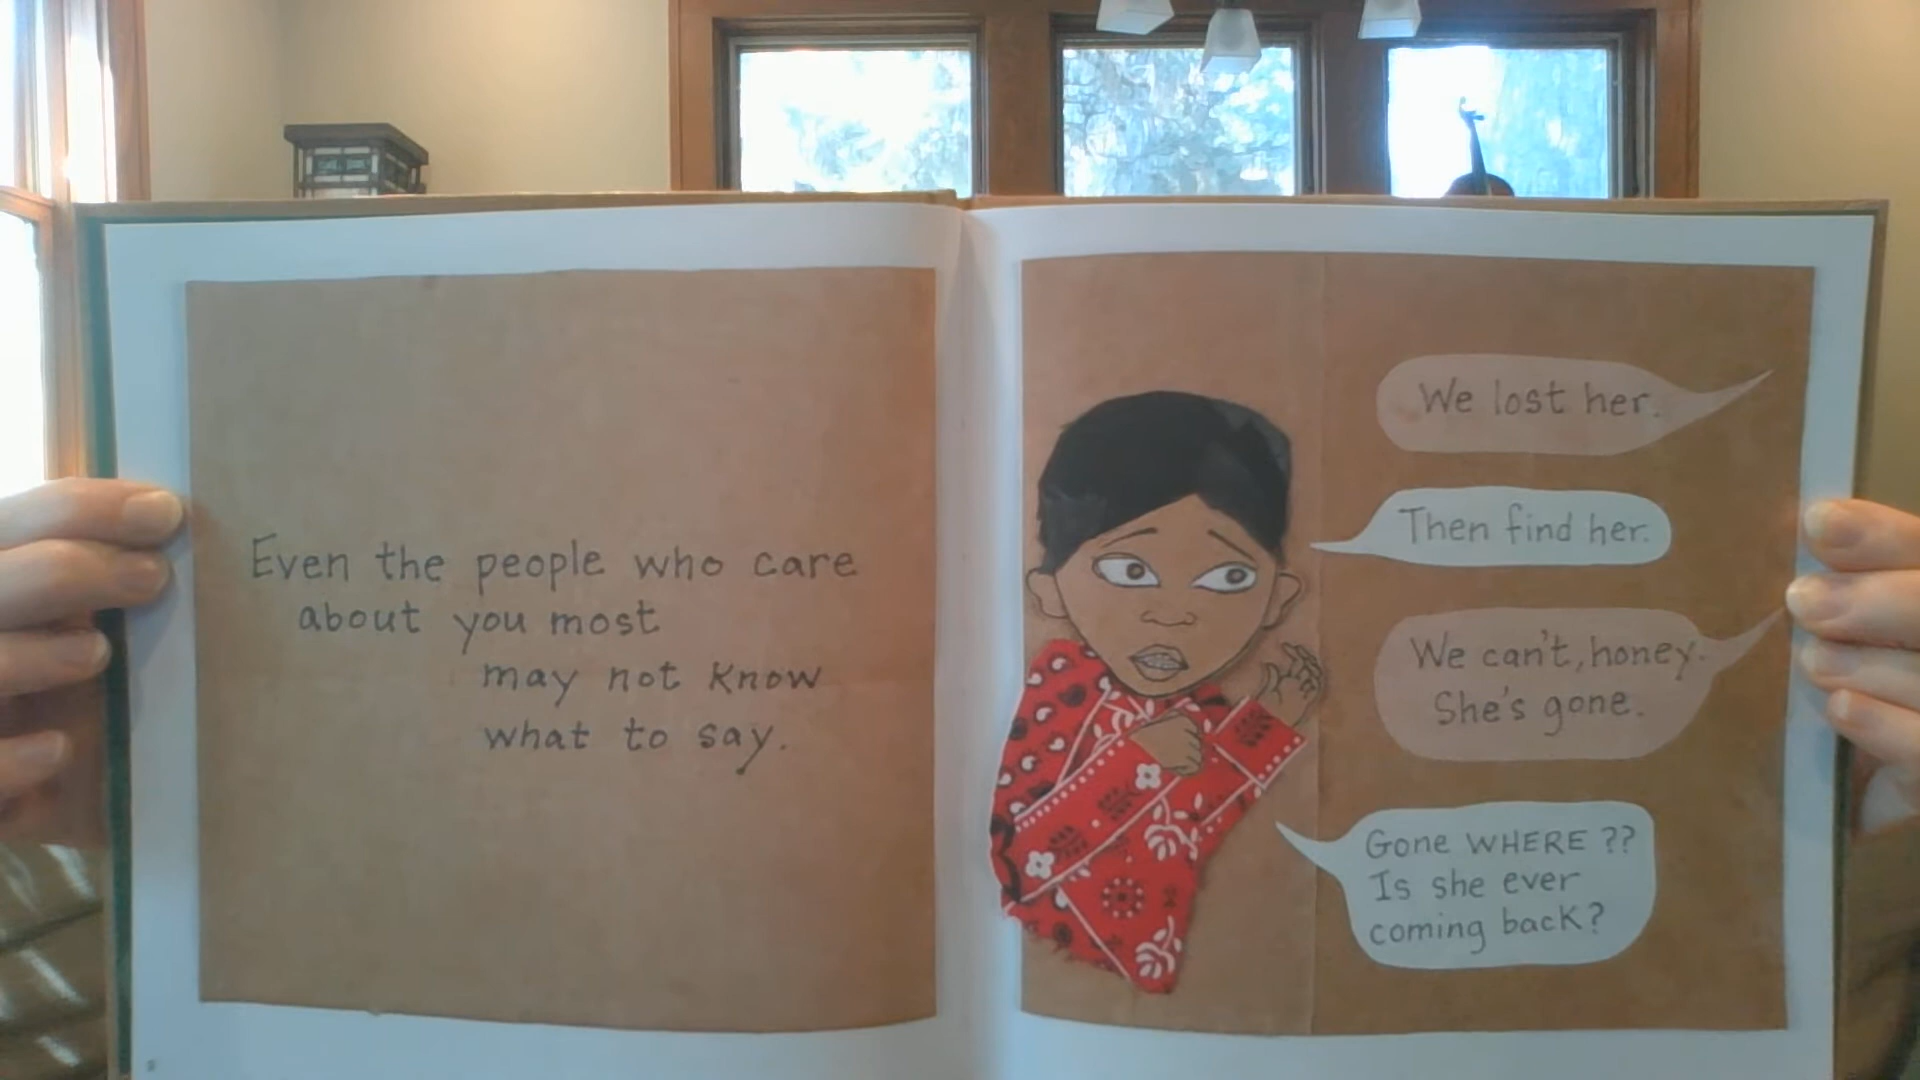 Even the people who care
about you most
may not know
what to say.
We lost her.
Then find her.
We can't, honey.
She's gone.
Gone WHERE ??
Is she ever
coming back?